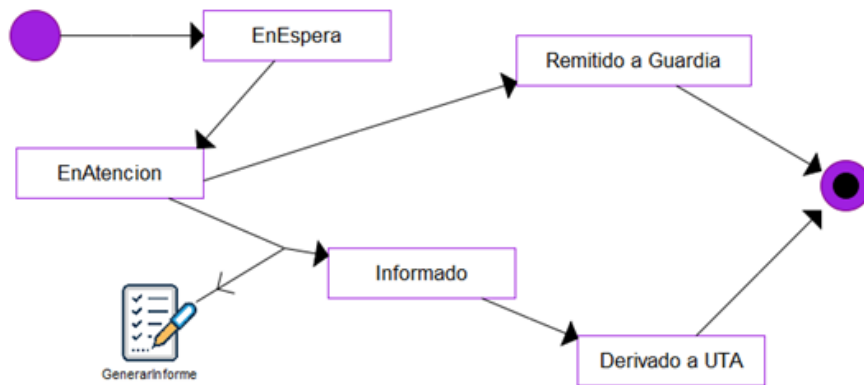 EnEspera
Remitido a Guardia
EnAtencion
Informado
GenerarInforme
Derivado a UTA